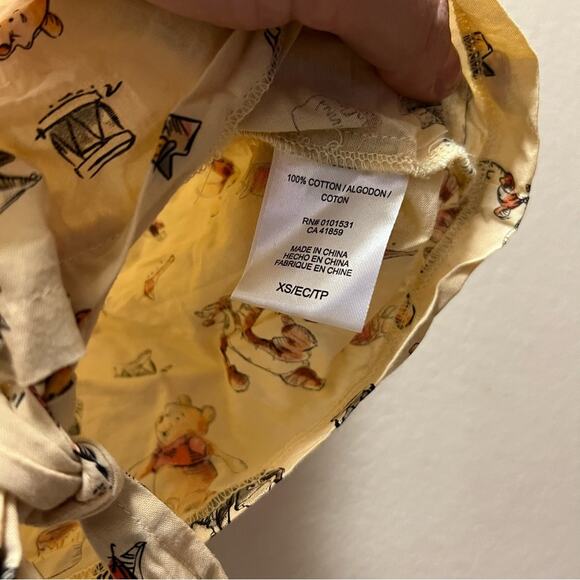 100% COTTON / ALGODON /
COTON
RN# 0101531
CA 41859
MADE IN CHINA
HECHO EN CHINA
FABRIQUE EN CHINE
XS/EC/TP